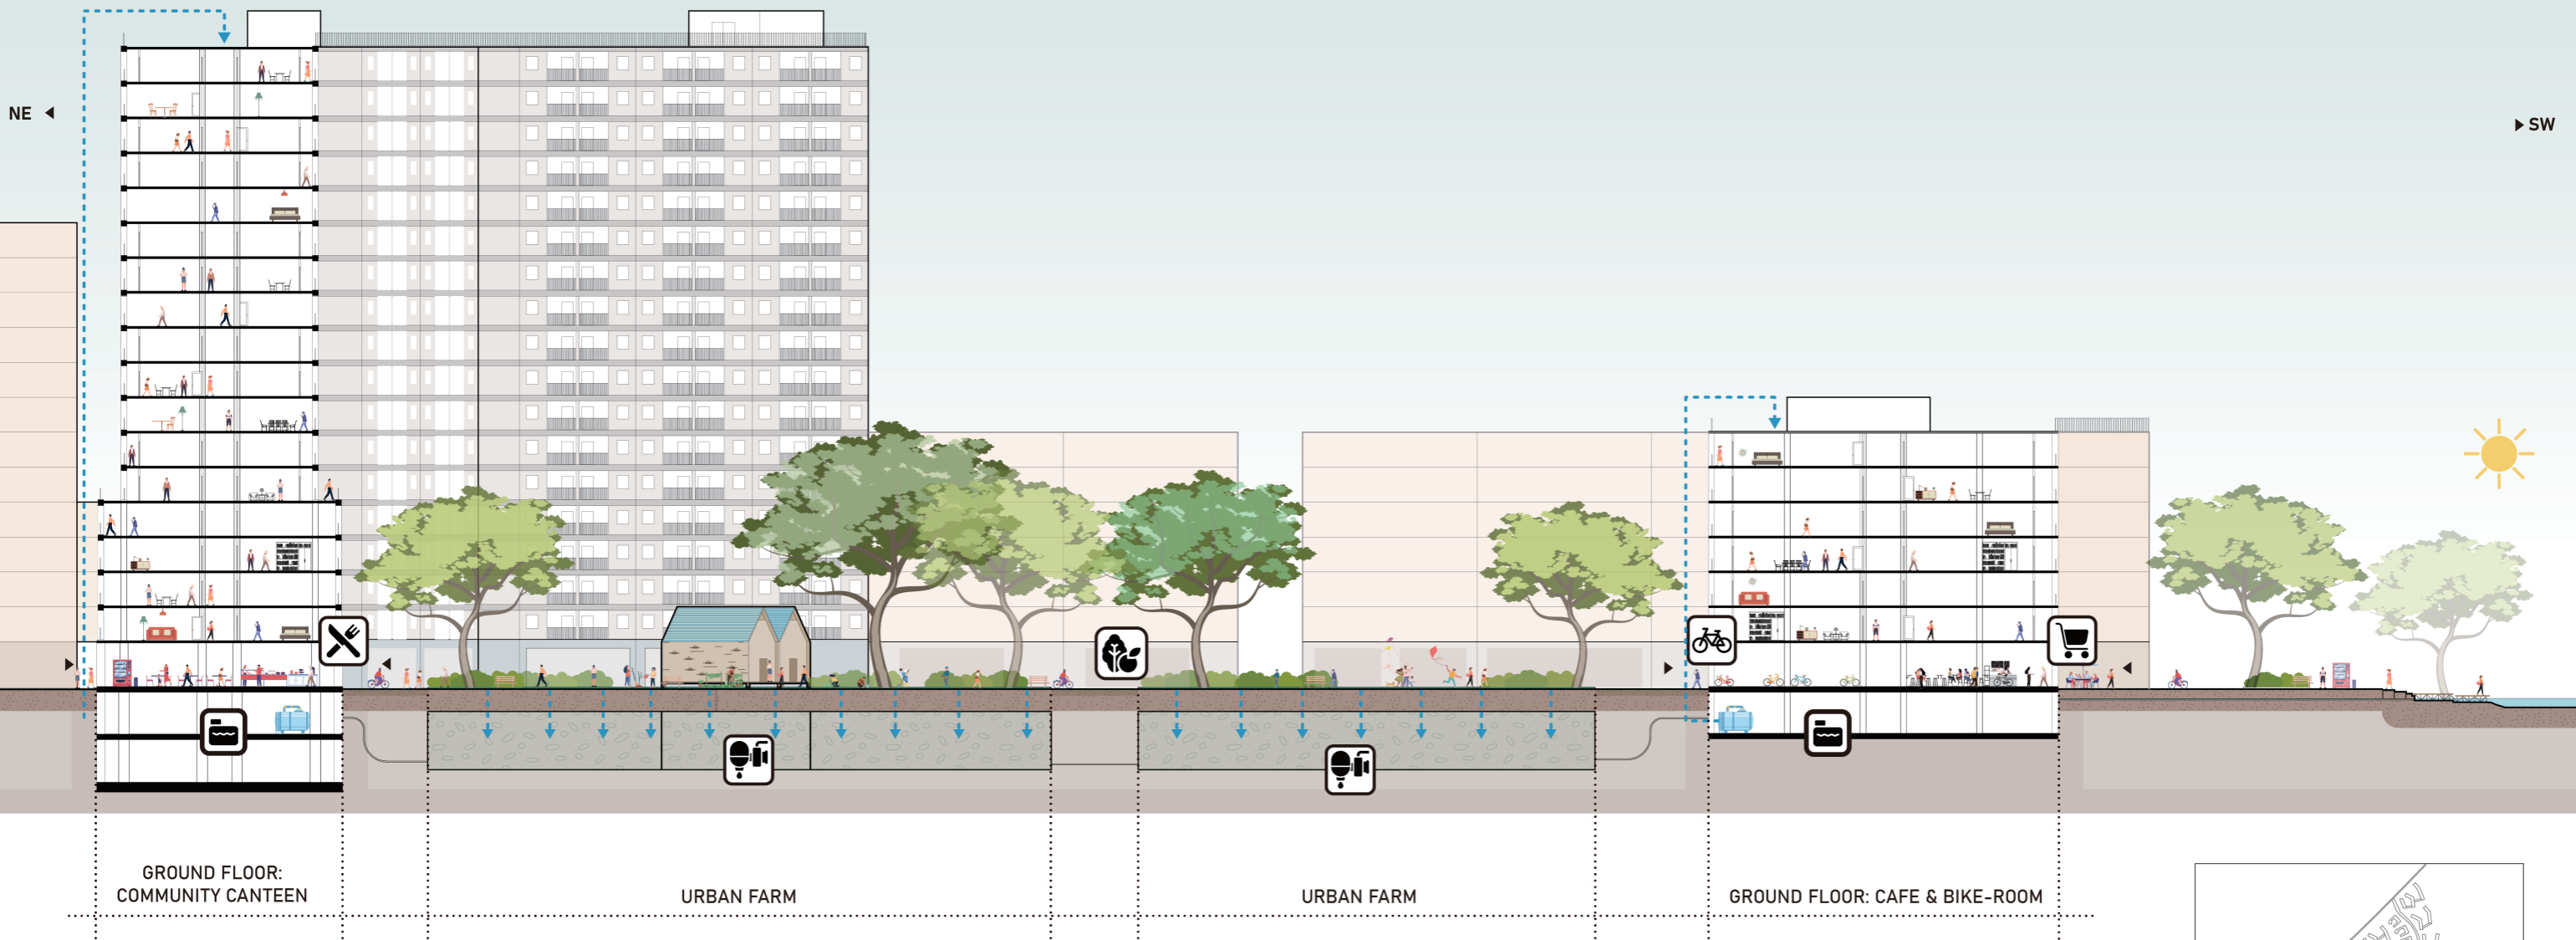 NE
SW
GROUND FLOOR:
COMMUNITY CANTEEN
URBAN FARM
URBAN FARM
GROUND FLOOR: CAFE & BIKE-ROOM